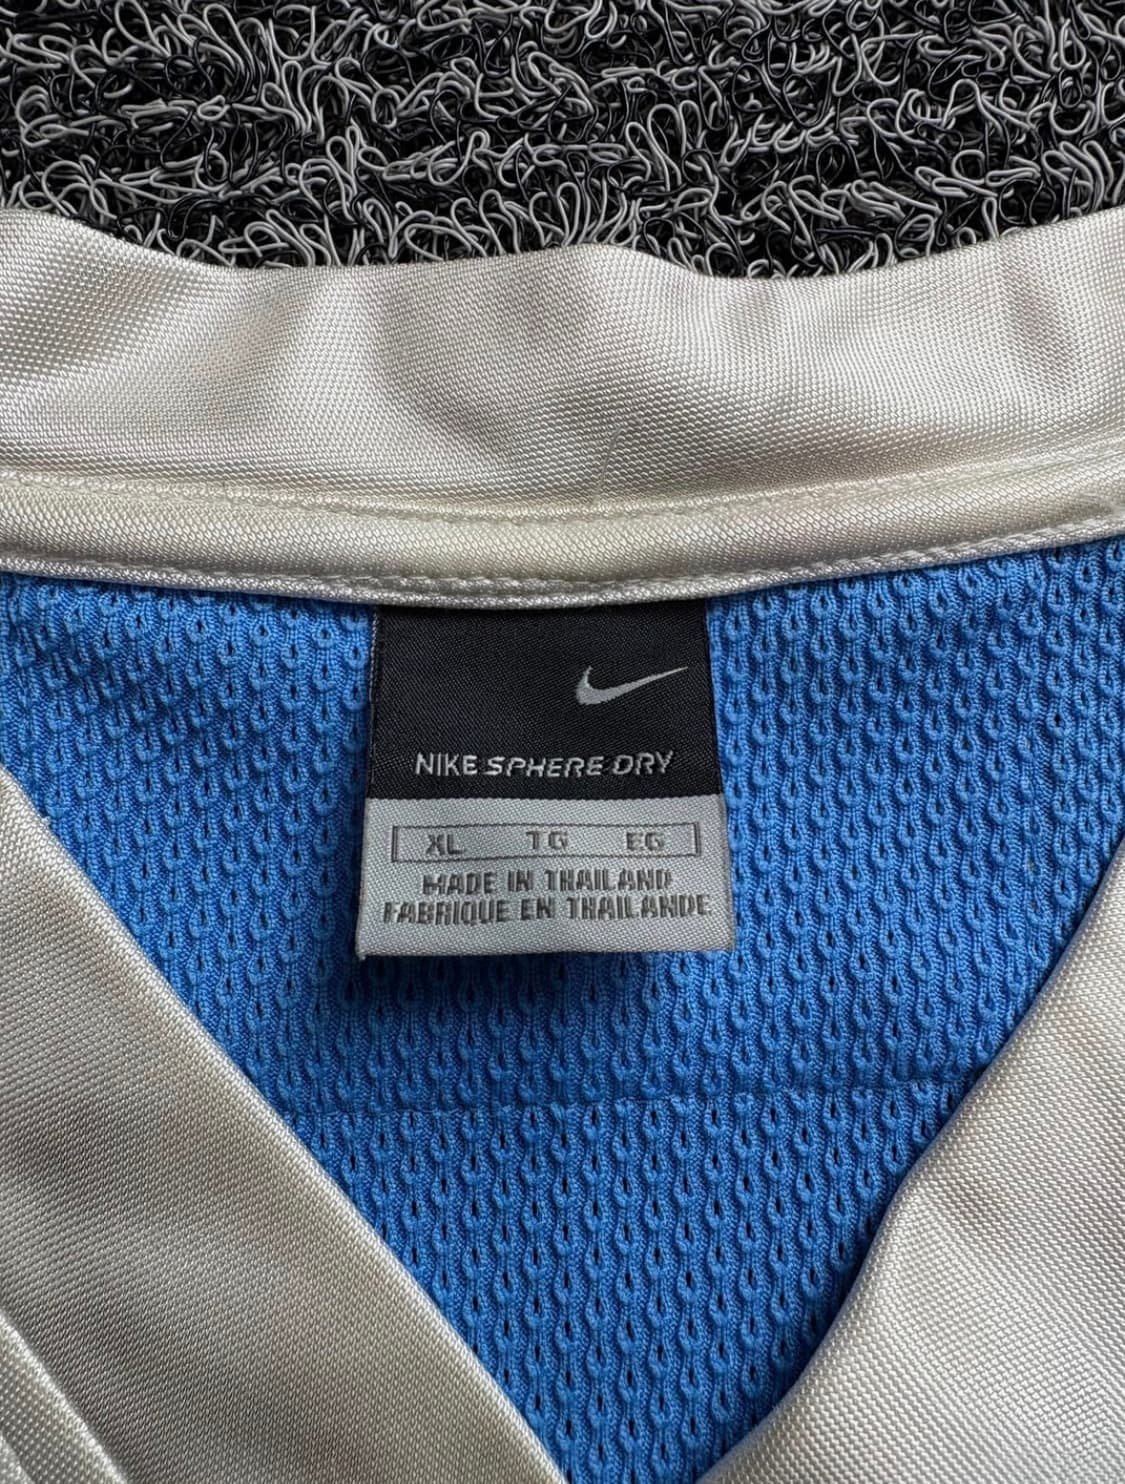 NIKE SPHERE DRY
XL TG EG
MADE IN THAILAND
FABRIQUE EN THAILANDE